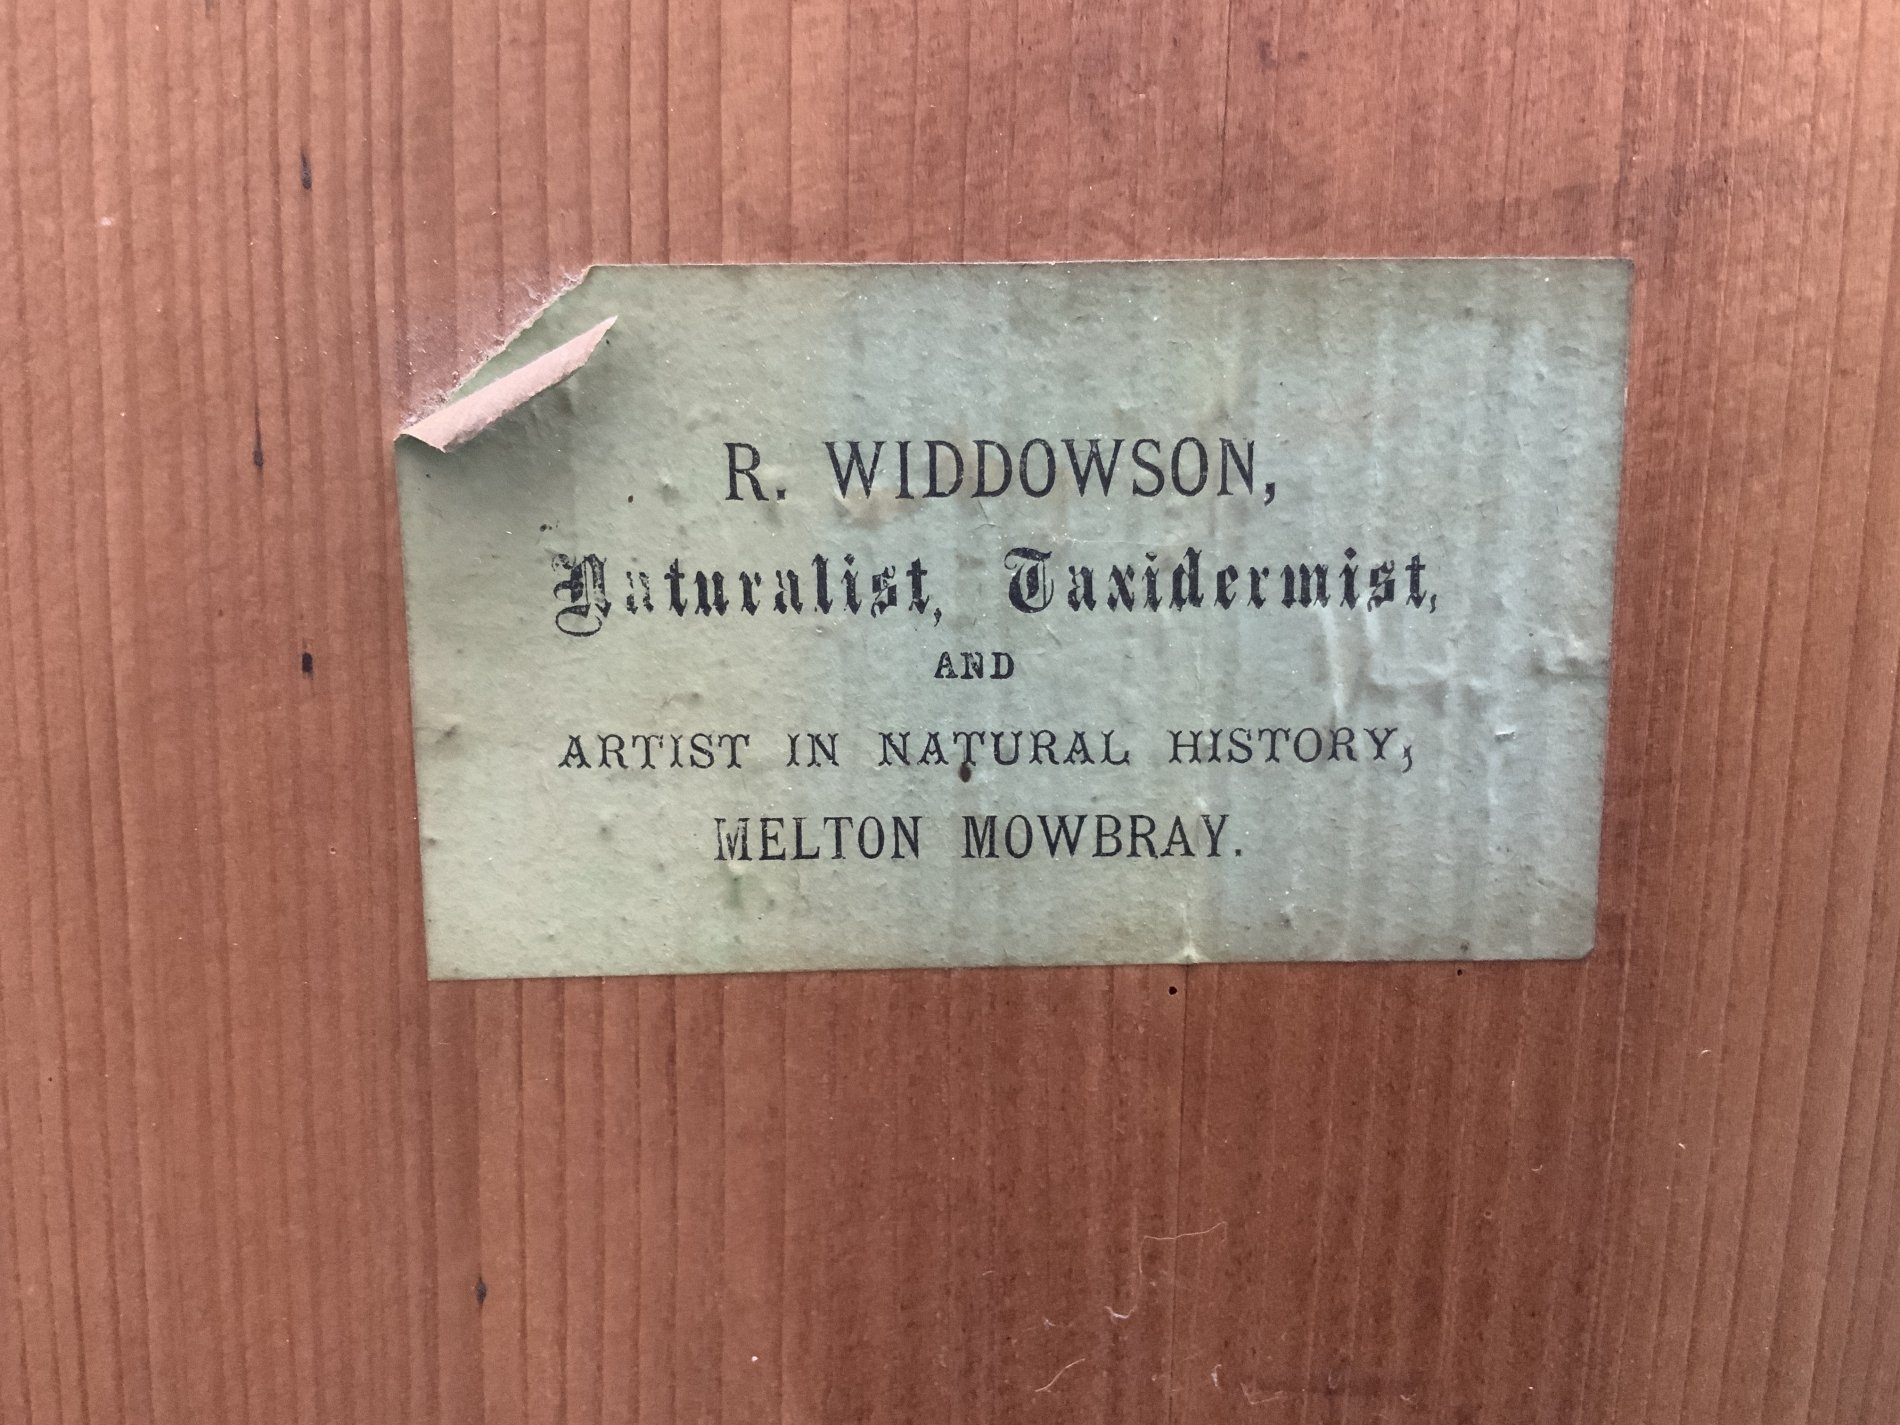 R. WIDDOWSON,
Naturalist, Taxidermist,
AND
ARTIST IN NATURAL HISTORY,
MELTON MOWBRAY.